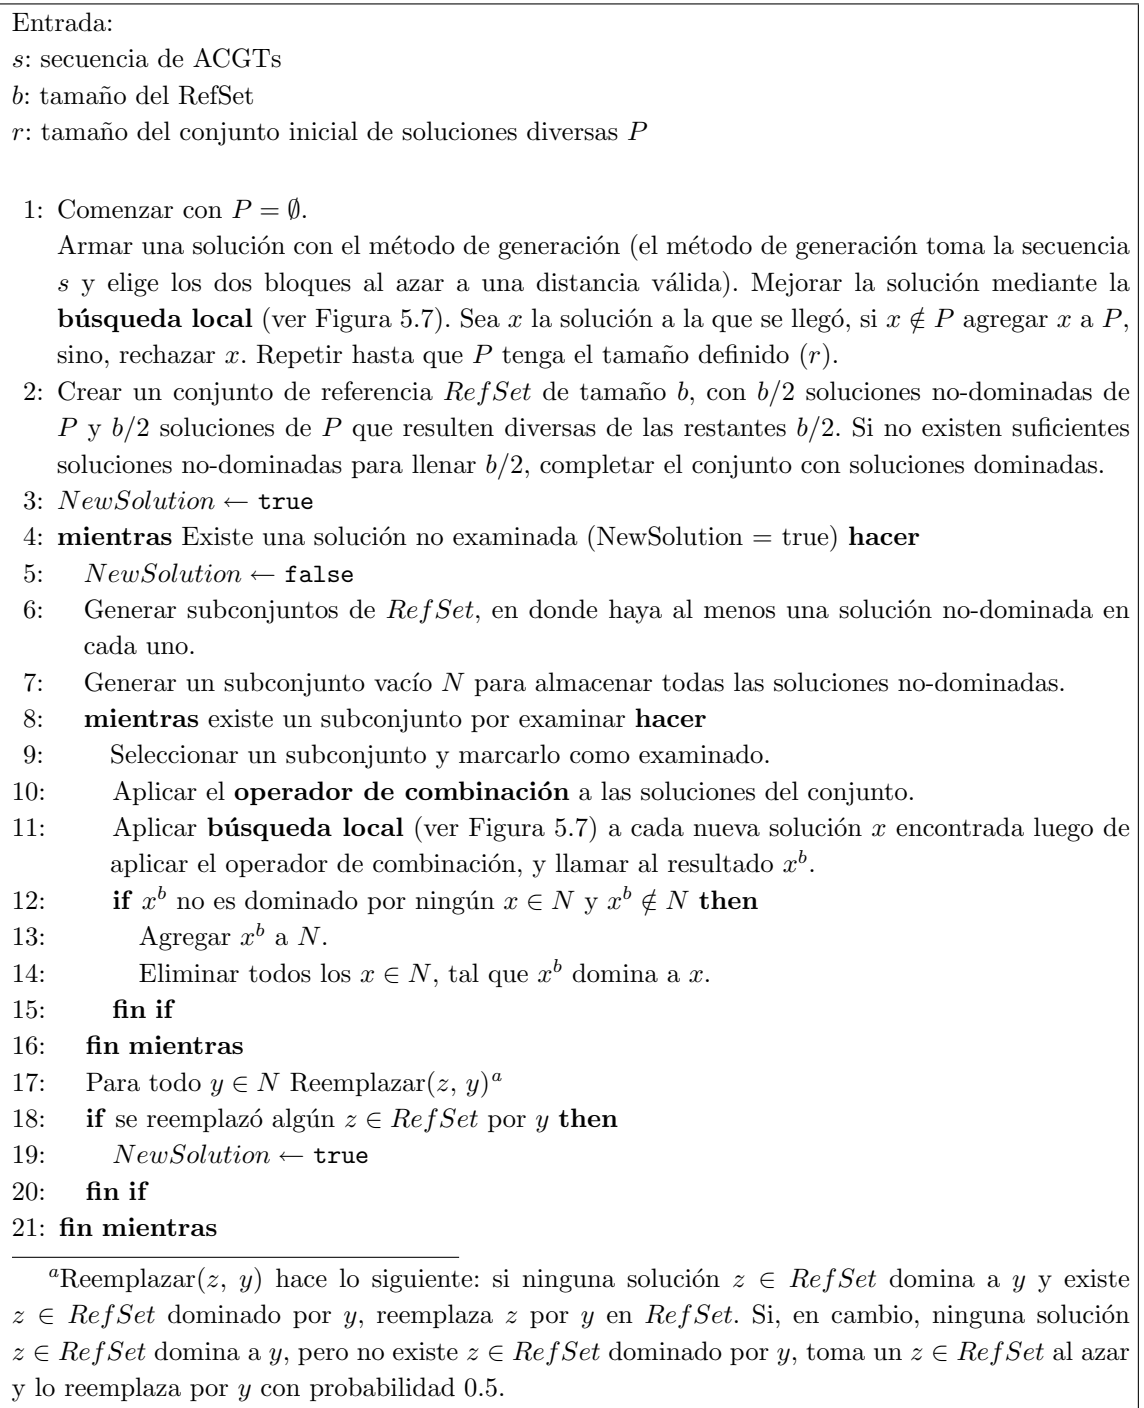 Entrada:
s: secuencia de ACGTs
b: tamaño del RefSet
r: tamaño del conjunto inicial de soluciones diversas P
1: Comenzar con P = ∅.
Armar una solución con el método de generación (el método de generación toma la secuencia
s y elige los dos bloques al azar a una distancia válida). Mejorar la solución mediante la
búsqueda local (ver Figura 5.7). Sea x la solución a la que se llegó, si x ∉ P agregar x a P,
sino, rechazar x. Repetir hasta que P tenga el tamaño definido (r).
2: Crear un conjunto de referencia RefSet de tamaño b, con b/2 soluciones no-dominadas de
P y b/2 soluciones de P que resulten diversas de las restantes b/2. Si no existen suficientes
soluciones no-dominadas para llenar b/2, completar el conjunto con soluciones dominadas.
3: NewSolution ← true
4: mientras Existe una solución no examinada (NewSolution = true) hacer
5: NewSolution ← false
6: Generar subconjuntos de RefSet, en donde haya al menos una solución no-dominada en
cada uno.
7: Generar un subconjunto vacío N para almacenar todas las soluciones no-dominadas.
8: mientras existe un subconjunto por examinar hacer
9: Seleccionar un subconjunto y marcarlo como examinado.
10: Aplicar el operador de combinación a las soluciones del conjunto.
11: Aplicar búsqueda local (ver Figura 5.7) a cada nueva solución x encontrada luego de
aplicar el operador de combinación, y llamar al resultado x^b.
12: if x^b no es dominado por ningún x ∈ N y x^b ∉ N then
13: Agregar x^b a N.
14: Eliminar todos los x ∈ N, tal que x^b domina a x.
15: fin if
16: fin mientras
17: Para todo y ∈ N Reemplazar(z, y)^a
18: if se reemplazó algún z ∈ RefSet por y then
19: NewSolution ← true
20: fin if
21: fin mientras
^aReemplazar(z, y) hace lo siguiente: si ninguna solución z ∈ RefSet domina a y y existe
z ∈ RefSet dominado por y, reemplaza z por y en RefSet. Si, en cambio, ninguna solución
z ∈ RefSet domina a y, pero no existe z ∈ RefSet dominado por y, toma un z ∈ RefSet al azar
y lo reemplaza por y con probabilidad 0.5.